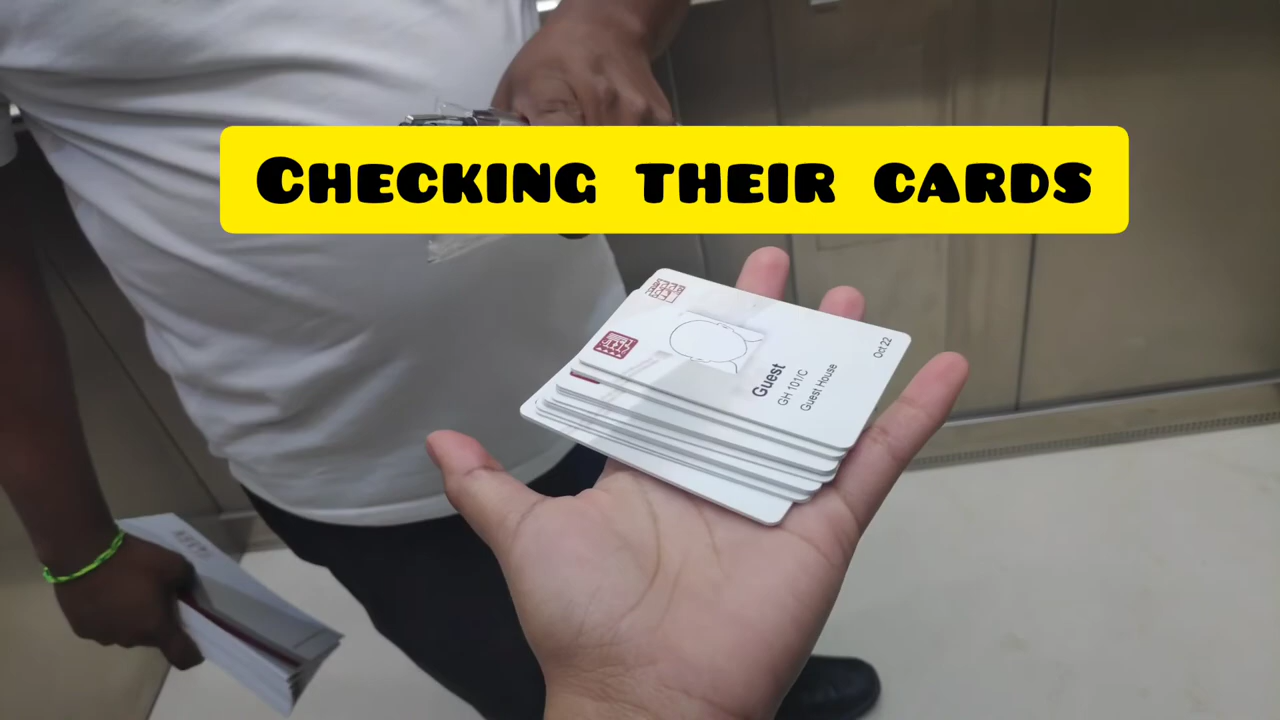 Checking their cards
Guest
GH 101/C
Guest House
Oct 22